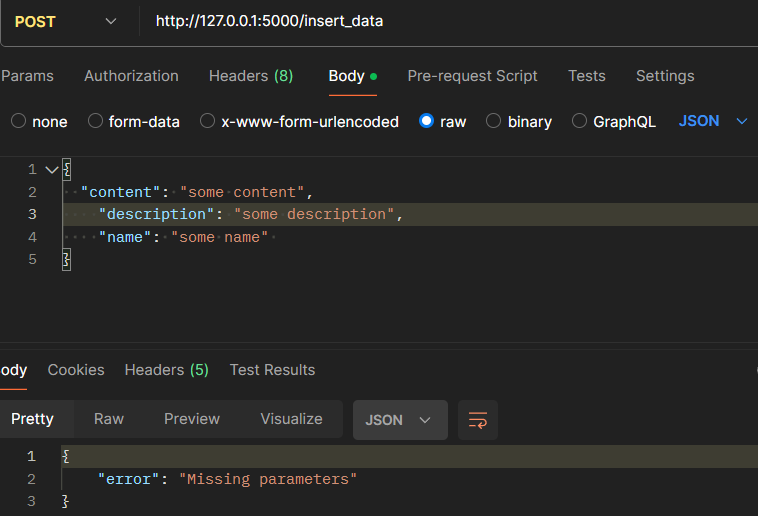 POST http://127.0.0.1:5000/insert_data
Params Authorization Headers (8) Body Pre-request Script Tests Settings
none form-data x-www-form-urlencoded raw binary GraphQL JSON
1 {
2 "content": "some content",
3 "description": "some description",
4 "name": "some name"
5 }
ody Cookies Headers (5) Test Results
Pretty Raw Preview Visualize JSON
1 {
2 "error": "Missing parameters"
3 }